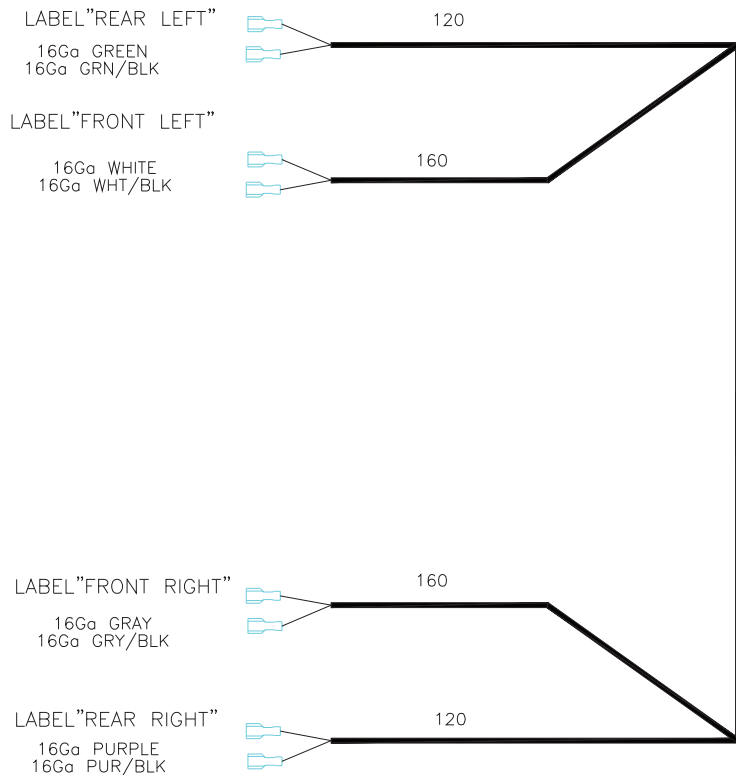 LABEL"REAR LEFT"
120
16Ga GREEN
16Ga GRN/BLK
LABEL"FRONT LEFT"
160
16Ga WHITE
16Ga WHT/BLK
LABEL"FRONT RIGHT"
160
16Ga GRAY
16Ga GRY/BLK
LABEL"REAR RIGHT"
120
16Ga PURPLE
16Ga PUR/BLK